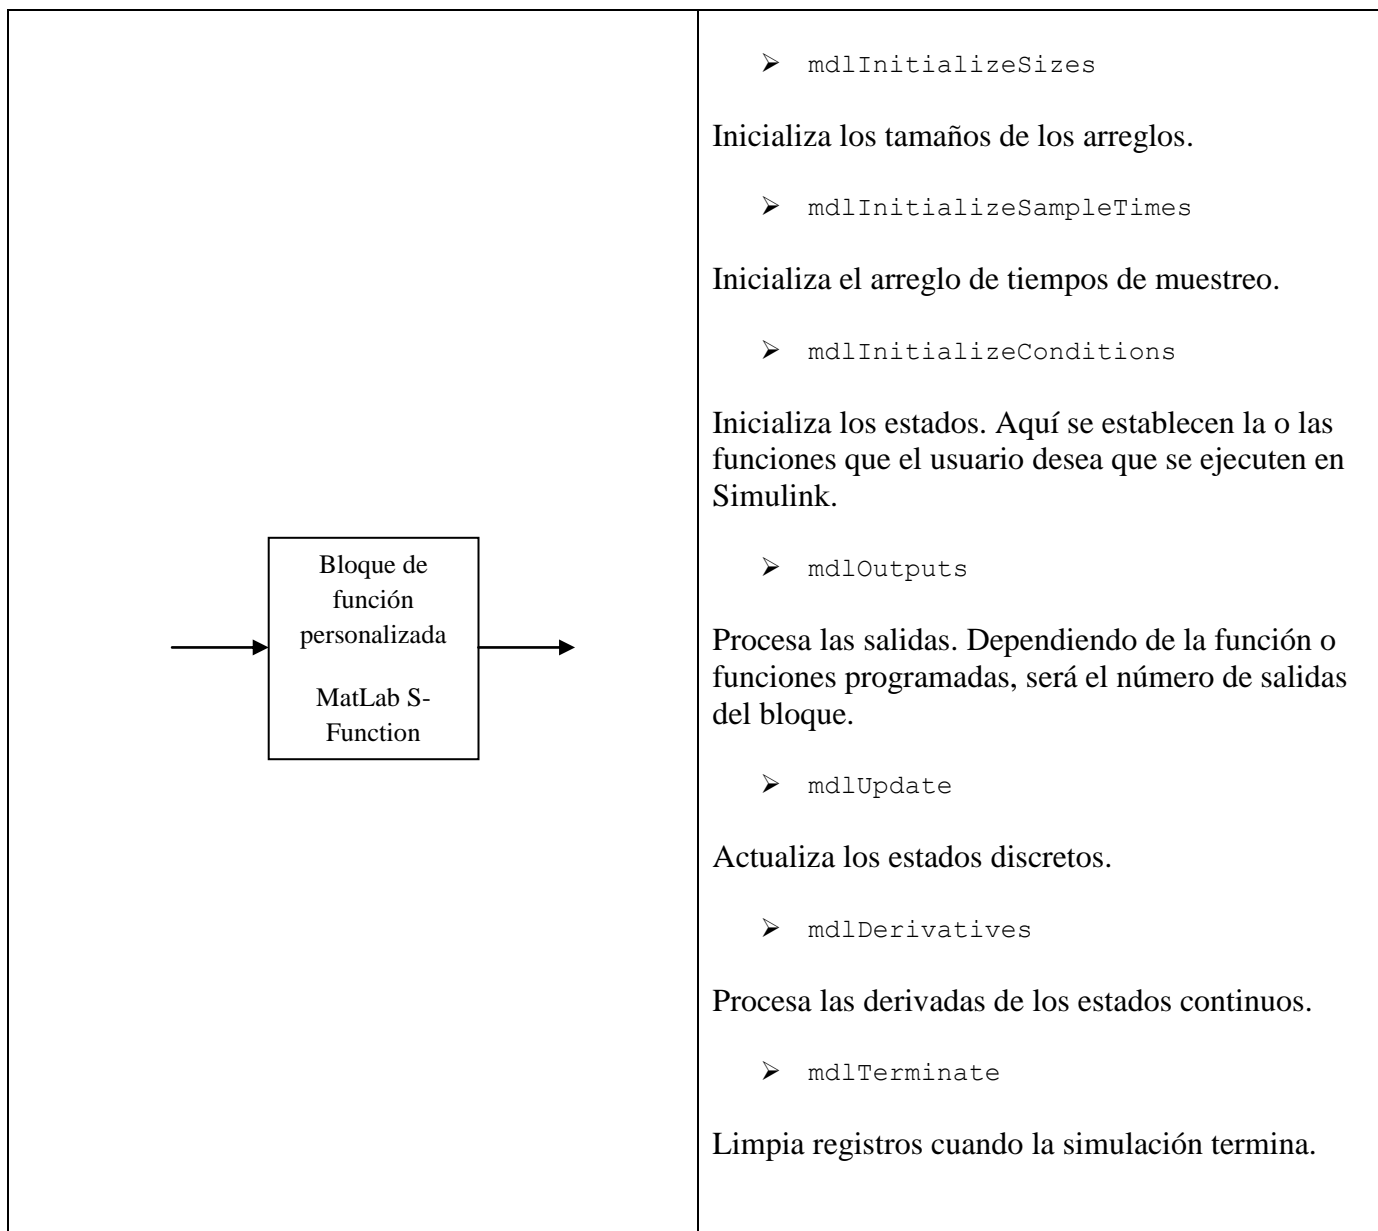 Bloque de
función
personalizada
MatLab S-
Function
➢ mdlInitializeSizes
Inicializa los tamaños de los arreglos.
➢ mdlInitializeSampleTimes
Inicializa el arreglo de tiempos de muestreo.
➢ mdlInitializeConditions
Inicializa los estados. Aquí se establecen la o las
funciones que el usuario desea que se ejecuten en
Simulink.
➢ mdlOutputs
Procesa las salidas. Dependiendo de la función o
funciones programadas, será el número de salidas
del bloque.
➢ mdlUpdate
Actualiza los estados discretos.
➢ mdlDerivatives
Procesa las derivadas de los estados continuos.
➢ mdlTerminate
Limpia registros cuando la simulación termina.